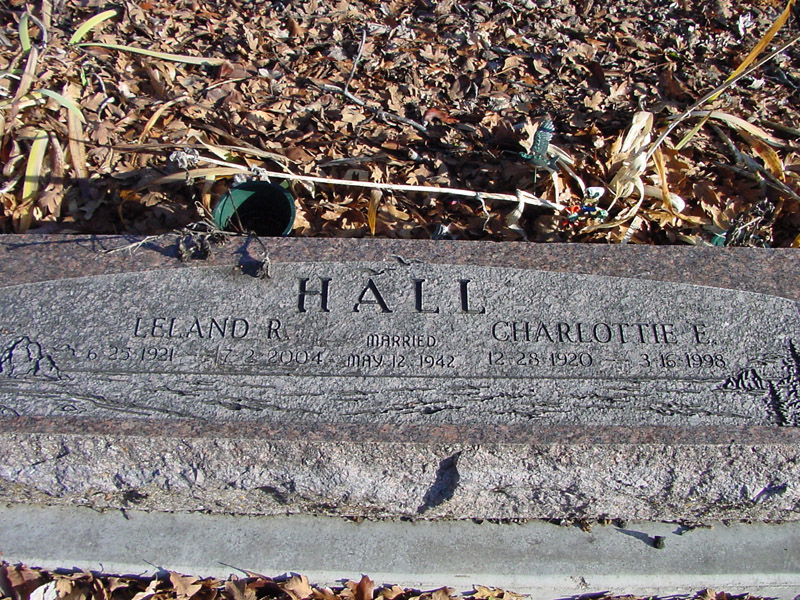 HALL
LELAND R. MARRIED CHARLOTTIE E.
6·25·1921 — 7·2·2004 MAY 12, 1942 12·28·1920 — 3·16·1998